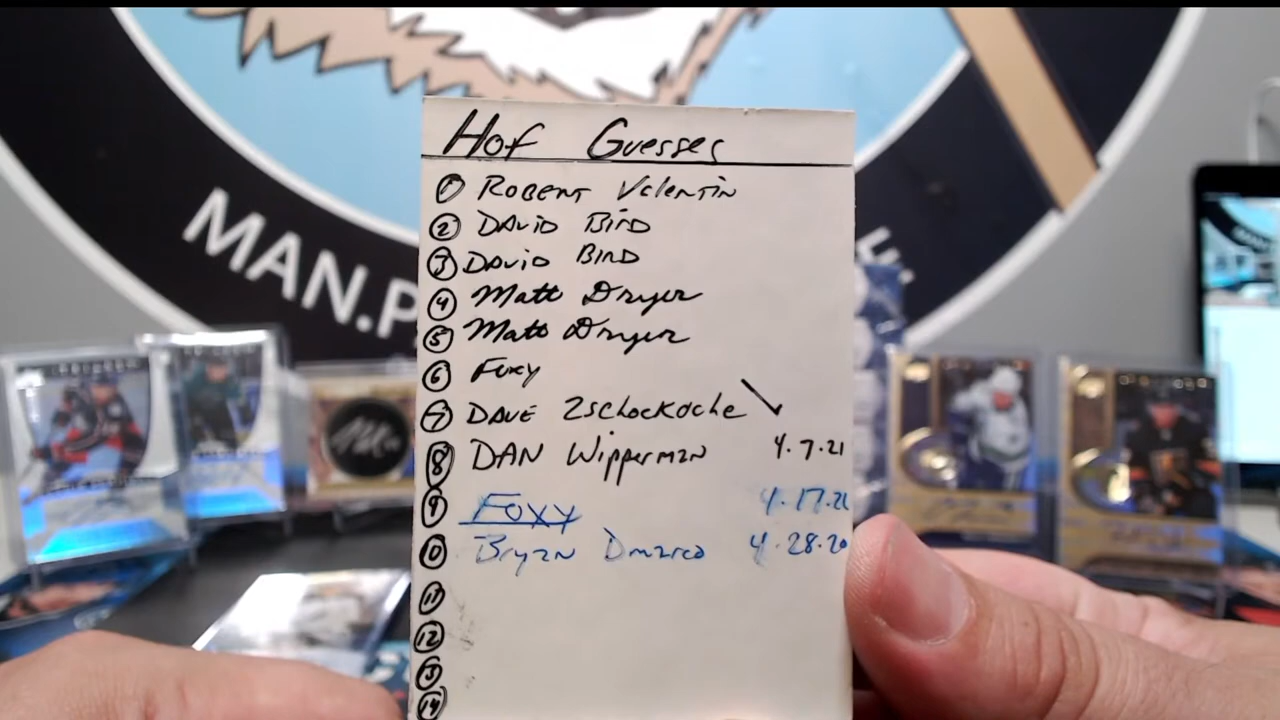 HOF Guesses
1 Robert Valentin
2 David Bird
3 David Bird
4 Matt Dryer
5 Matt Dryer
6 Foxy
7 Dave Zschockoche
8 Dan Wipperman 4.7.21
9 Foxy 4.17.21
10 Bryan Dmarco 4.28.20
11
12
13
14
MAN.P